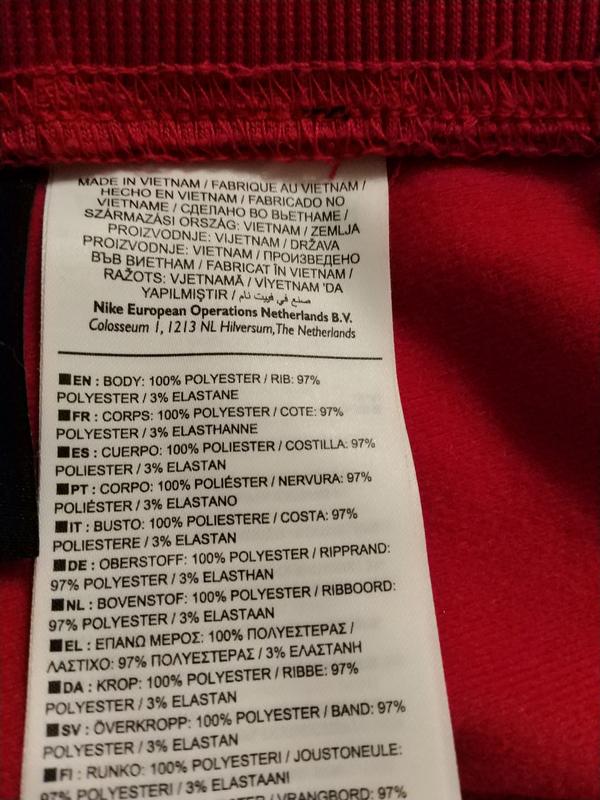 MADE IN VIETNAM / FABRIQUE AU VIETNAM /
HECHO EN VIETNAM / FABRICADO NO
VIETNAME / СДЕЛАНО ВО ВЬЕТНАМЕ /
SZÁRMAZÁSI ORSZÁG: VIETNAM / ZEMLJA
PROIZVODNJE: VIJETNAM / DRŽAVA
PROIZVODNJE: VIETNAM / ПРОИЗВЕДЕНО
ВЪВ ВИЕТНАМ / FABRICAT ÎN VIETNAM /
RAŽOTS: VJETNAMĀ / VİYETNAM 'DA
YAPILMIŞTIR / صنع في فييت نام
Nike European Operations Netherlands B.V.
Colosseum 1, 1213 NL Hilversum, The Netherlands
■EN : BODY: 100% POLYESTER / RIB: 97%
POLYESTER / 3% ELASTANE
■FR : CORPS: 100% POLYESTER / COTE: 97%
POLYESTER / 3% ELASTHANNE
■ES : CUERPO: 100% POLIESTER / COSTILLA: 97%
POLIESTER / 3% ELASTAN
■PT : CORPO: 100% POLIÉSTER / NERVURA: 97%
POLIÉSTER / 3% ELASTANO
■IT : BUSTO: 100% POLIESTERE / COSTA: 97%
POLIESTERE / 3% ELASTAN
■DE : OBERSTOFF: 100% POLYESTER / RIPPRAND:
97% POLYESTER / 3% ELASTHAN
■NL : BOVENSTOF: 100% POLYESTER / RIBBOORD:
97% POLYESTER / 3% ELASTAAN
■EL : ΕΠΑΝΩ ΜΕΡΟΣ: 100% ΠΟΛΥΕΣΤΕΡΑΣ /
ΛΑΣΤΙΧΟ: 97% ΠΟΛΥΕΣΤΕΡΑΣ / 3% ΕΛΑΣΤΑΝΗ
■DA : KROP: 100% POLYESTER / RIBBE: 97%
POLYESTER / 3% ELASTAN
■SV : ÖVERKROPP: 100% POLYESTER / BAND: 97%
POLYESTER / 3% ELASTAN
■FI : RUNKO: 100% POLYESTERI / JOUSTONEULE:
97% POLYESTERI / 3% ELASTAANI
POLYESTER / VRANGBORD: 97%